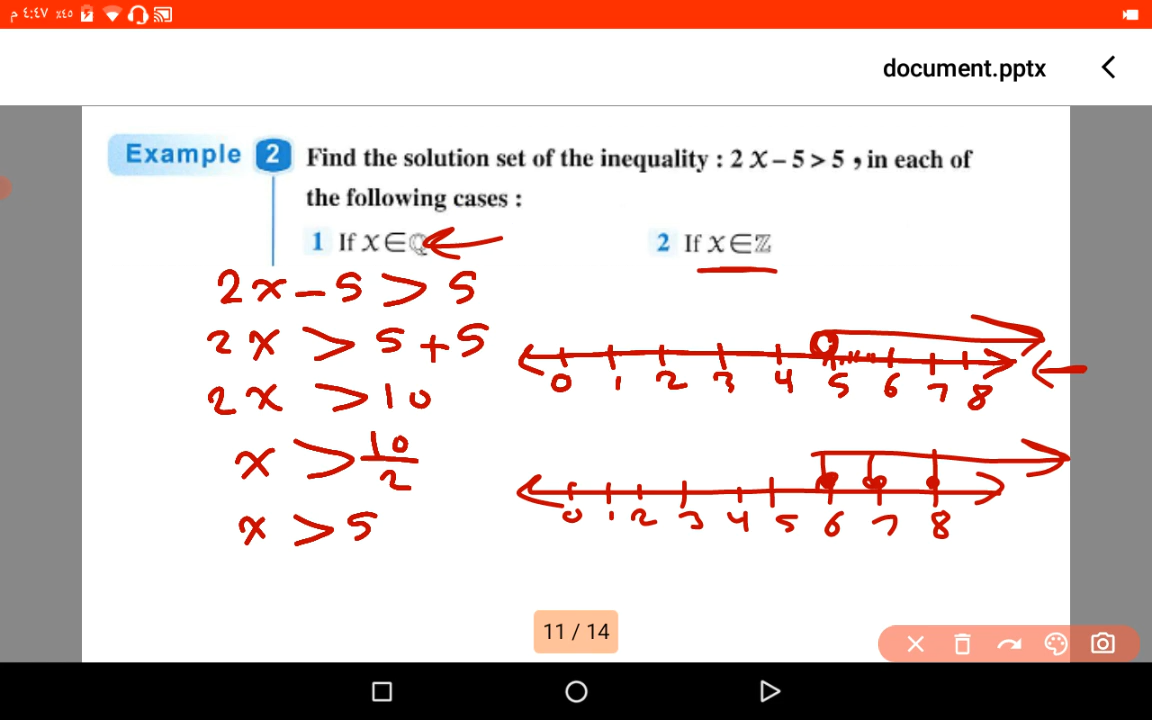 م ٤:٤٧ ٪٤٥
document.pptx
Example 2 Find the solution set of the inequality : 2 X – 5 > 5 , in each of
the following cases :
1 If X ∈ ℚ
2 If X ∈ ℤ
2x - 5 > 5
2x > 5 + 5
2x > 10
x > 10/2
x > 5
0 1 2 3 4 5 6 7 8
0 1 2 3 4 5 6 7 8
11 / 14